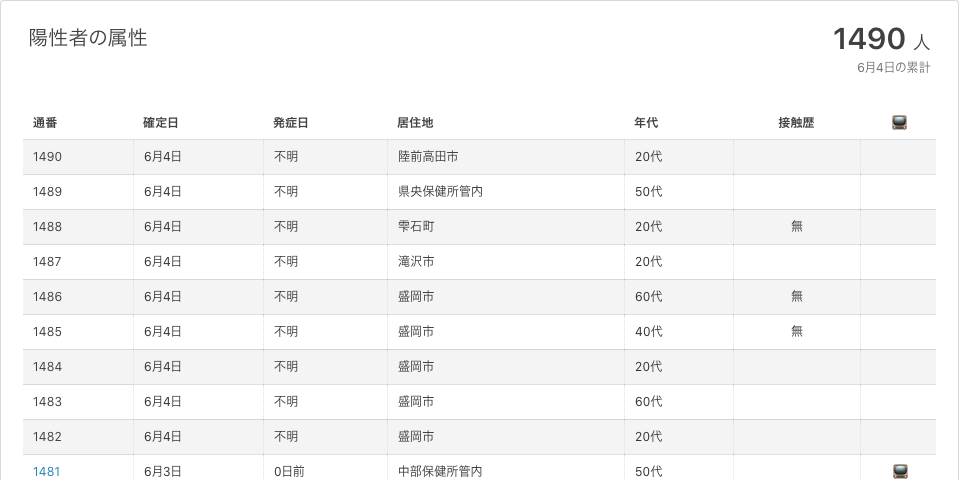 陽性者の属性
1490 人
6月4日の累計
通番 確定日 発症日 居住地 年代 接触歴
1490 6月4日 不明 陸前高田市 20代
1489 6月4日 不明 県央保健所管内 50代
1488 6月4日 不明 雫石町 20代 無
1487 6月4日 不明 滝沢市 20代
1486 6月4日 不明 盛岡市 60代 無
1485 6月4日 不明 盛岡市 40代 無
1484 6月4日 不明 盛岡市 20代
1483 6月4日 不明 盛岡市 60代
1482 6月4日 不明 盛岡市 20代
1481 6月3日 0日前 中部保健所管内 50代